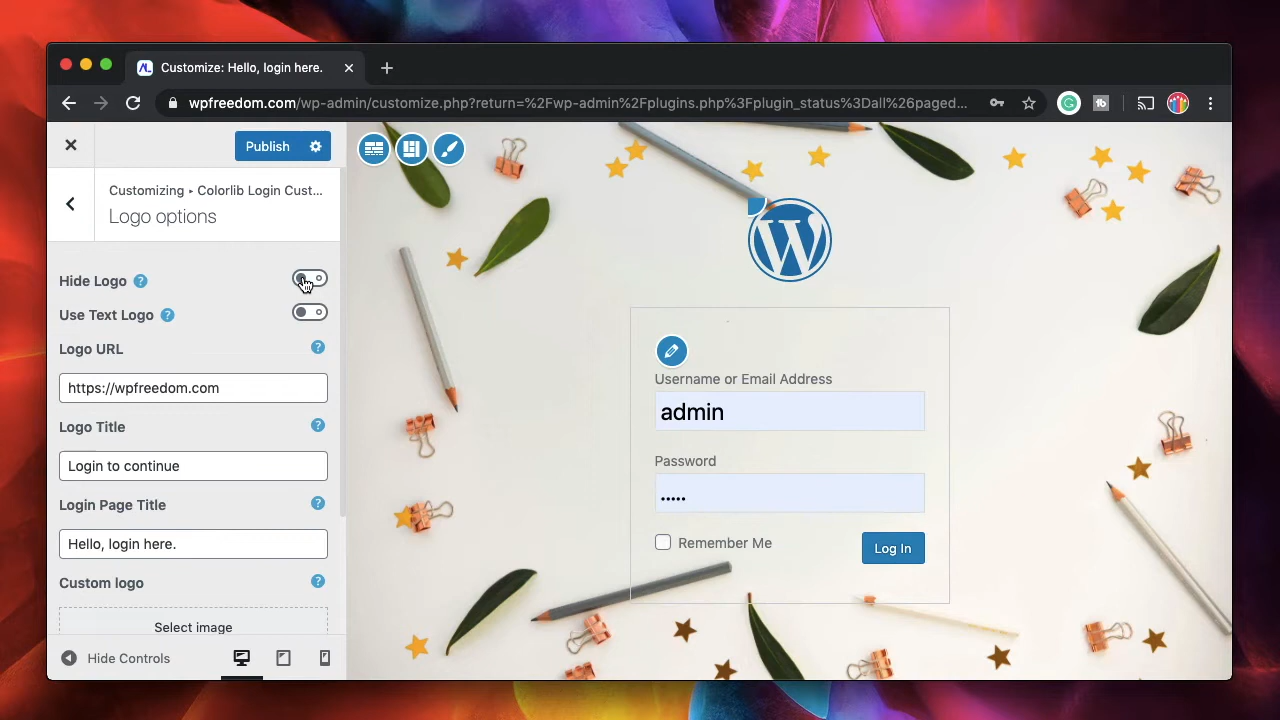 Customize: Hello, login here.
wpfreedom.com/wp-admin/customize.php?return=%2Fwp-admin%2Fplugins.php%3Fplugin_status%3Dall%26paged...
Publish
Customizing ▸ Colorlib Login Cust...
Logo options
Hide Logo
Use Text Logo
Logo URL
https://wpfreedom.com
Logo Title
Login to continue
Login Page Title
Hello, login here.
Custom logo
Select image
Hide Controls
Username or Email Address
admin
Password
•••••
Remember Me
Log In